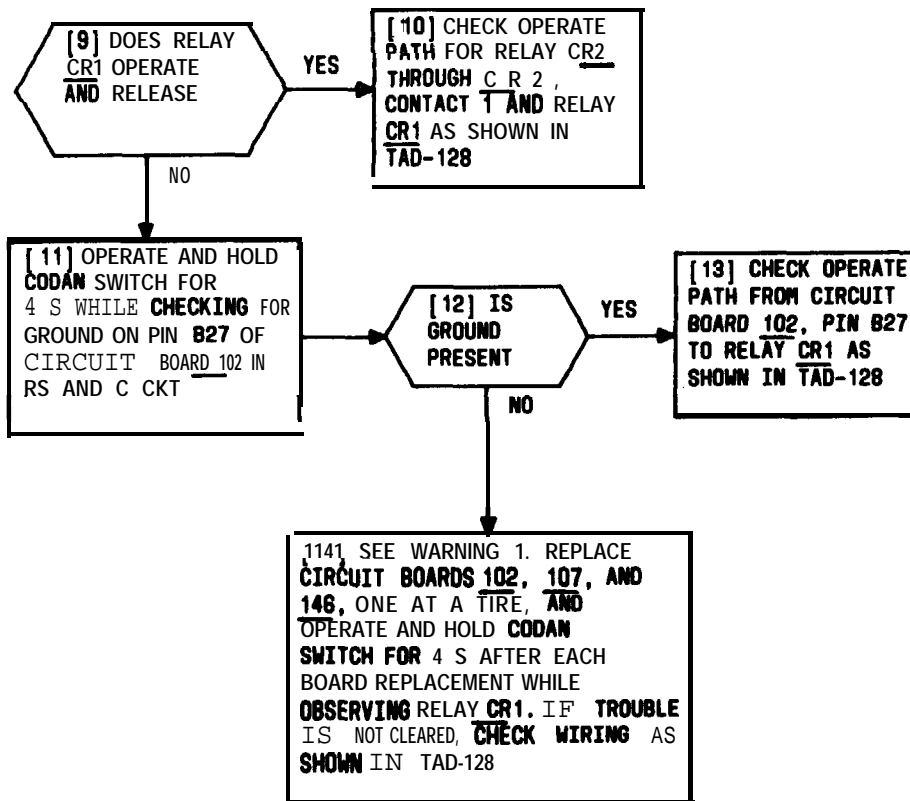 [9] DOES RELAY
CR1 OPERATE
AND RELEASE
YES
[10] CHECK OPERATE
PATH FOR RELAY CR2
THROUGH C R 2 ,
CONTACT 1 AND RELAY
CR1 AS SHOWN IN
TAD-128
NO
[11] OPERATE AND HOLD
CODAN SWITCH FOR
4 S WHILE CHECKING FOR
GROUND ON PIN B27 OF
CIRCUIT BOARD 102 IN
RS AND C CKT
[12] IS
GROUND
PRESENT
YES
[13] CHECK OPERATE
PATH FROM CIRCUIT
BOARD 102, PIN B27
TO RELAY CR1 AS
SHOWN IN TAD-128
NO
1141 SEE WARNING 1. REPLACE
CIRCUIT BOARDS 102, 107, AND
146, ONE AT A TIRE, AND
OPERATE AND HOLD CODAN
SWITCH FOR 4 S AFTER EACH
BOARD REPLACEMENT WHILE
OBSERVING RELAY CR1. IF TROUBLE
IS NOT CLEARED, CHECK WIRING AS
SHOWN IN TAD-128